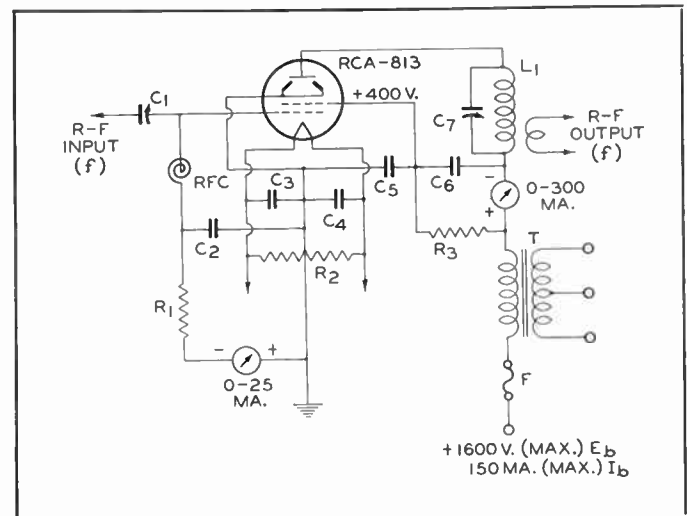 RCA-813
+400 V.
L1
C1
R-F
INPUT
(f)
C7
R-F
OUTPUT
(f)
RFC
C3
C4
C5
C6
−
0-300
MA.
+
C2
R2
R3
T
R1
− +
0-25
MA.
F
+1600 V. (MAX.) Eb
150 MA. (MAX.) Ib